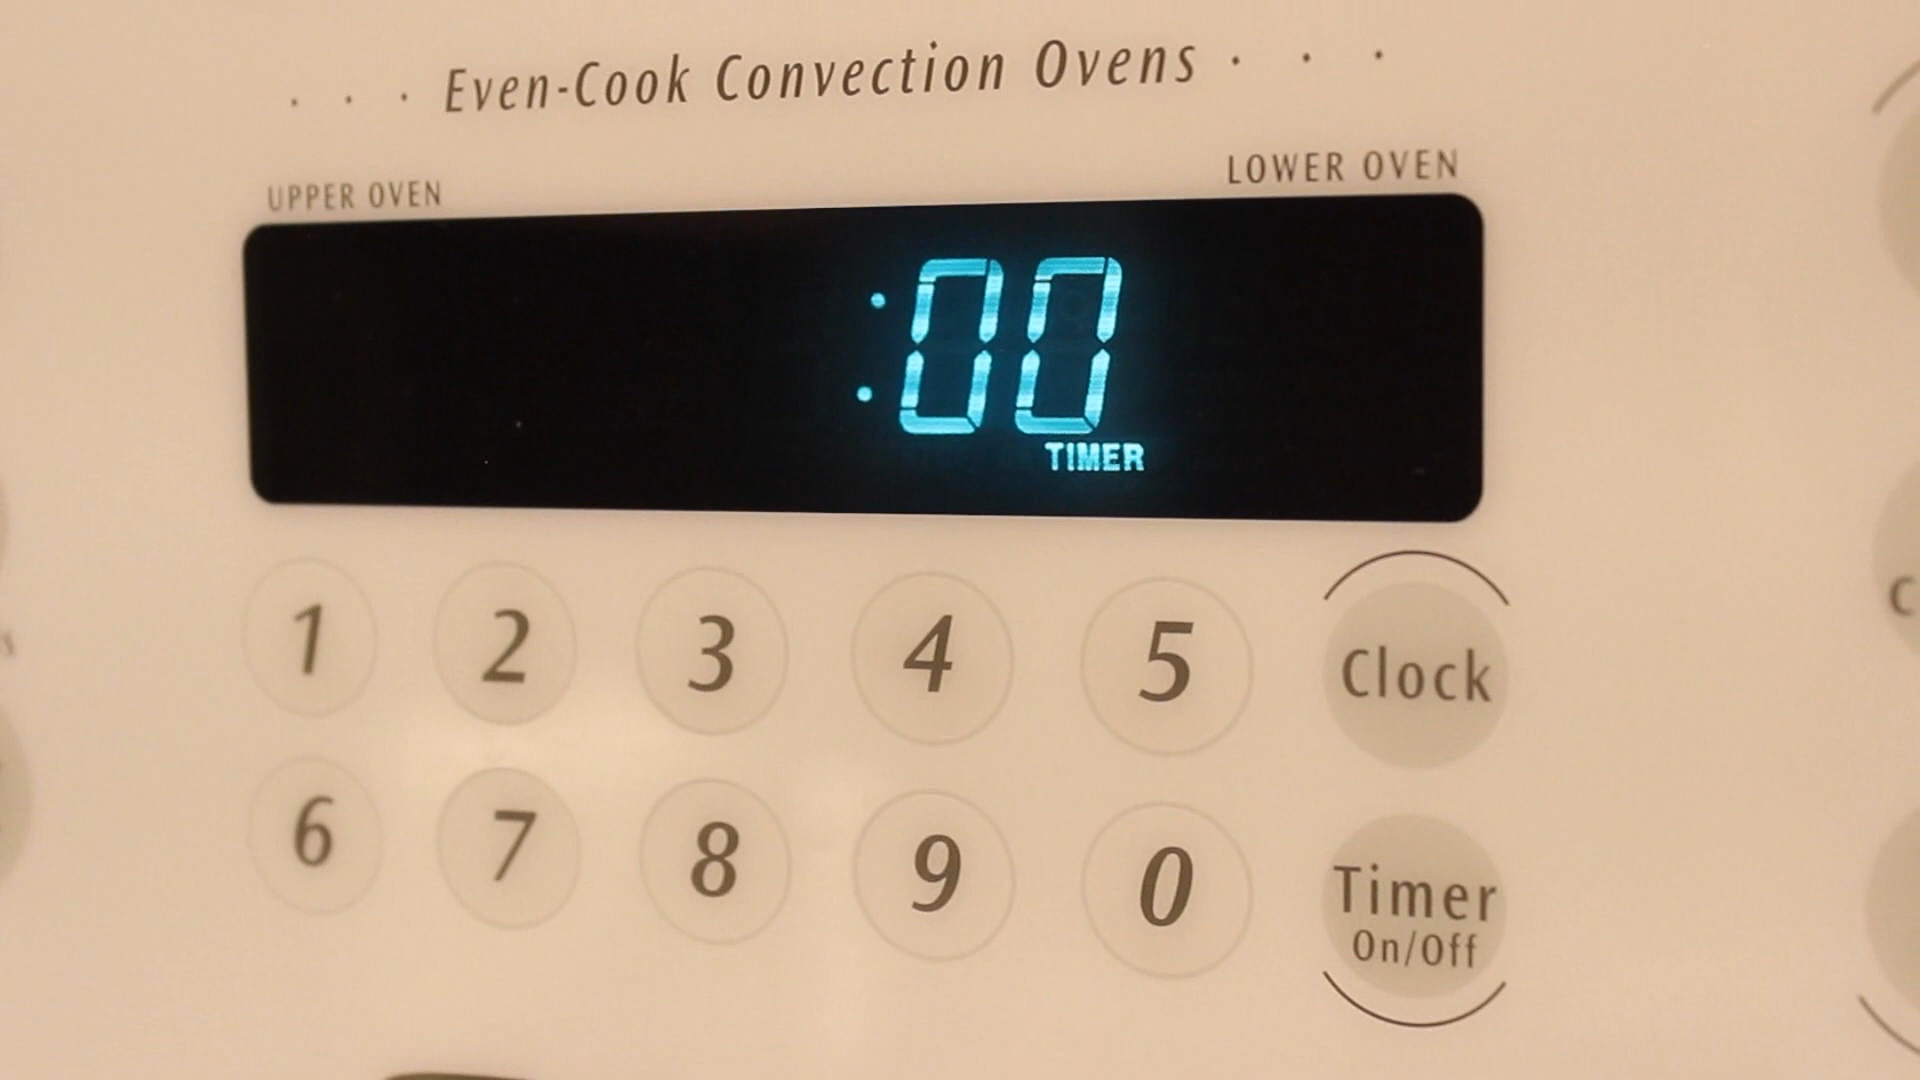 · · · Even-Cook Convection Ovens · · ·
UPPER OVEN LOWER OVEN
:00
TIMER
1 2 3 4 5 Clock
6 7 8 9 0 Timer
On/Off